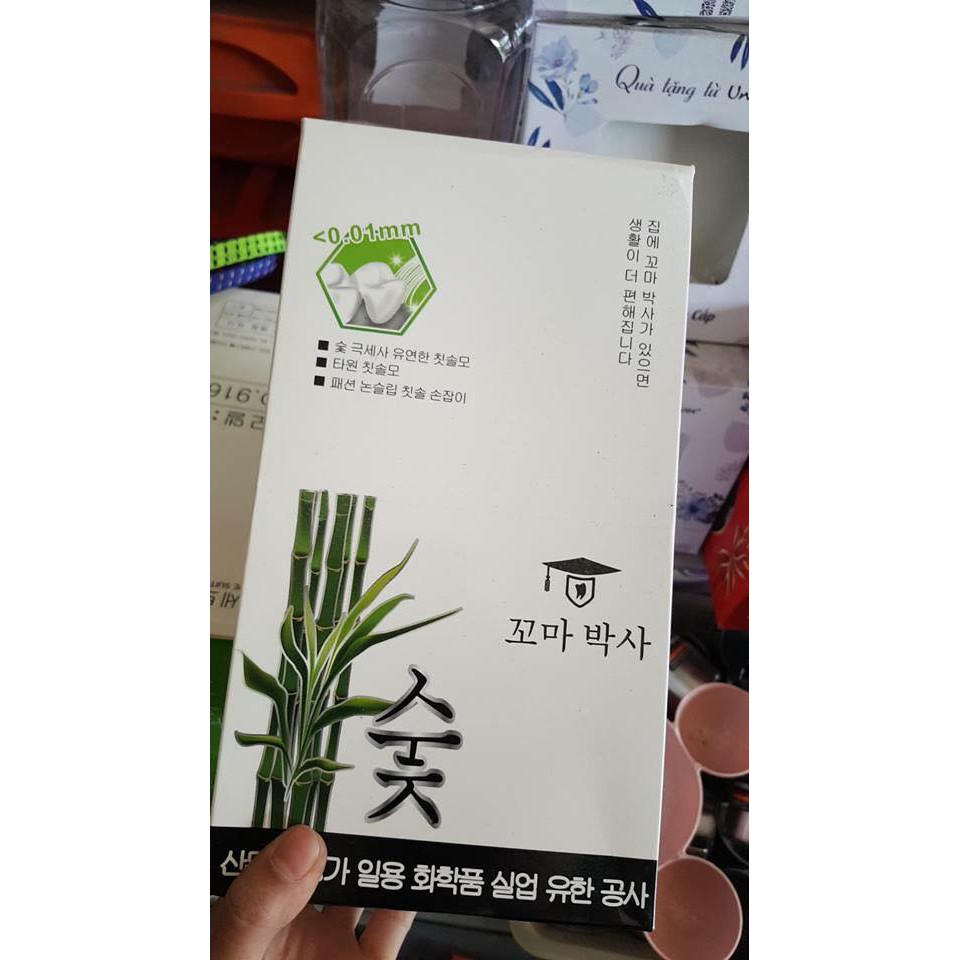 Quà tặng từ
<0.01mm
집에 꼬마 박사가 있으면
생활이 더 편해집니다
■ 숯 극세사 유연한 칫솔모
■ 타원 칫솔모
■ 패션 논슬립 칫솔 손잡이
꼬마 박사
숯
일용 화학품 실업 유한 공사